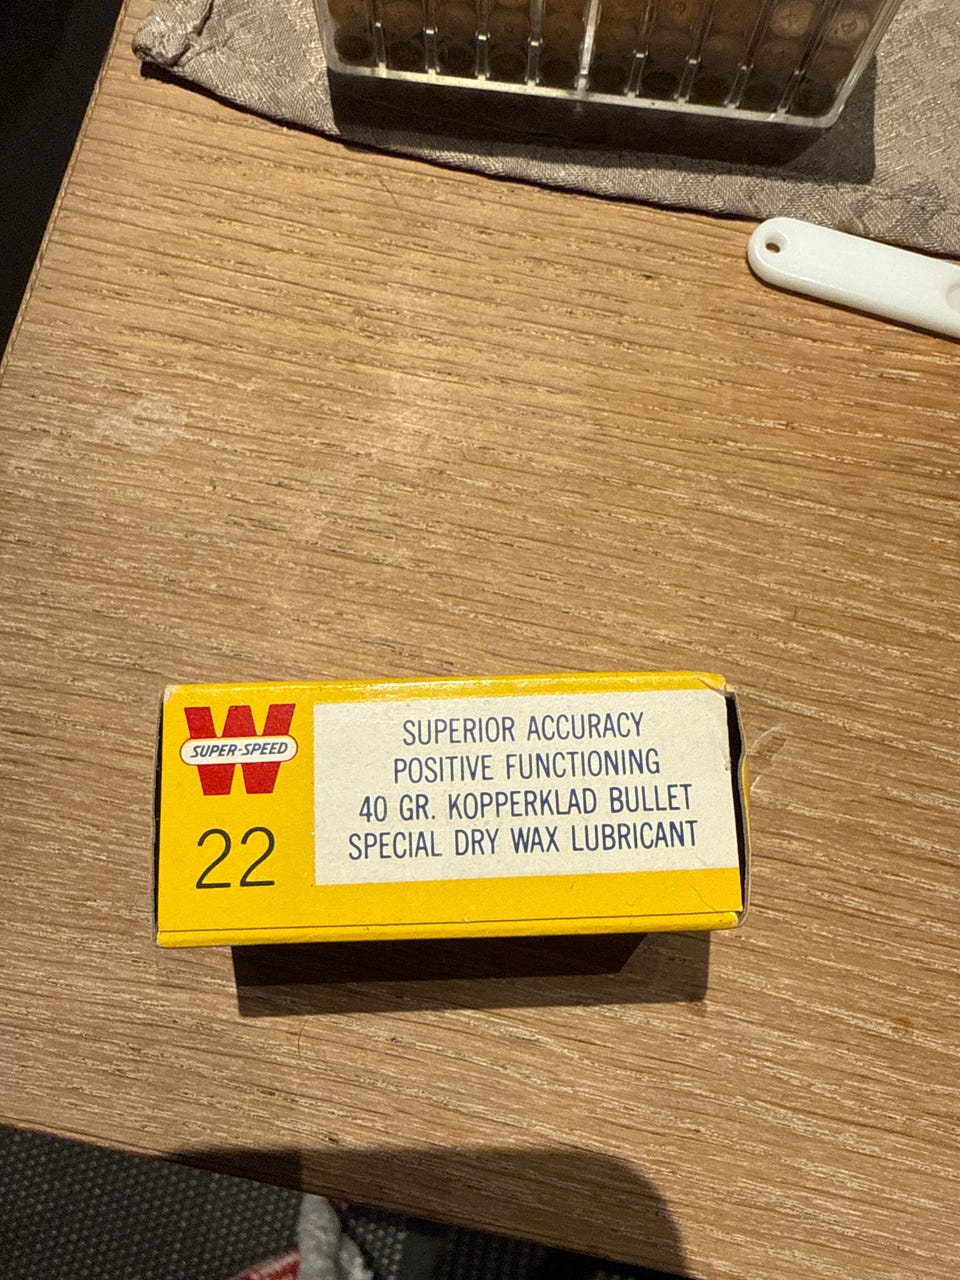 W
SUPER-SPEED
22
SUPERIOR ACCURACY
POSITIVE FUNCTIONING
40 GR. KOPPERKLAD BULLET
SPECIAL DRY WAX LUBRICANT